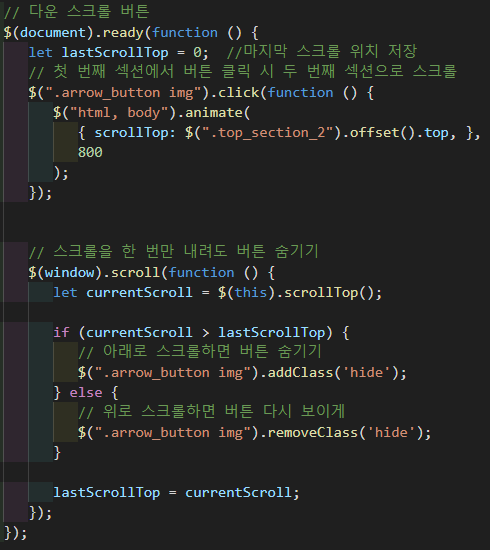 // 다운 스크롤 버튼
$(document).ready(function () {
let lastScrollTop = 0;  //마지막 스크롤 위치 저장
// 첫 번째 섹션에서 버튼 클릭 시 두 번째 섹션으로 스크롤
$(".arrow_button img").click(function () {
$("html, body").animate(
{ scrollTop: $(".top_section_2").offset().top, },
800
);
});
// 스크롤을 한 번만 내려도 버튼 숨기기
$(window).scroll(function () {
let currentScroll = $(this).scrollTop();
if (currentScroll > lastScrollTop) {
// 아래로 스크롤하면 버튼 숨기기
$(".arrow_button img").addClass('hide');
} else {
// 위로 스크롤하면 버튼 다시 보이게
$(".arrow_button img").removeClass('hide');
}
lastScrollTop = currentScroll;
});
});